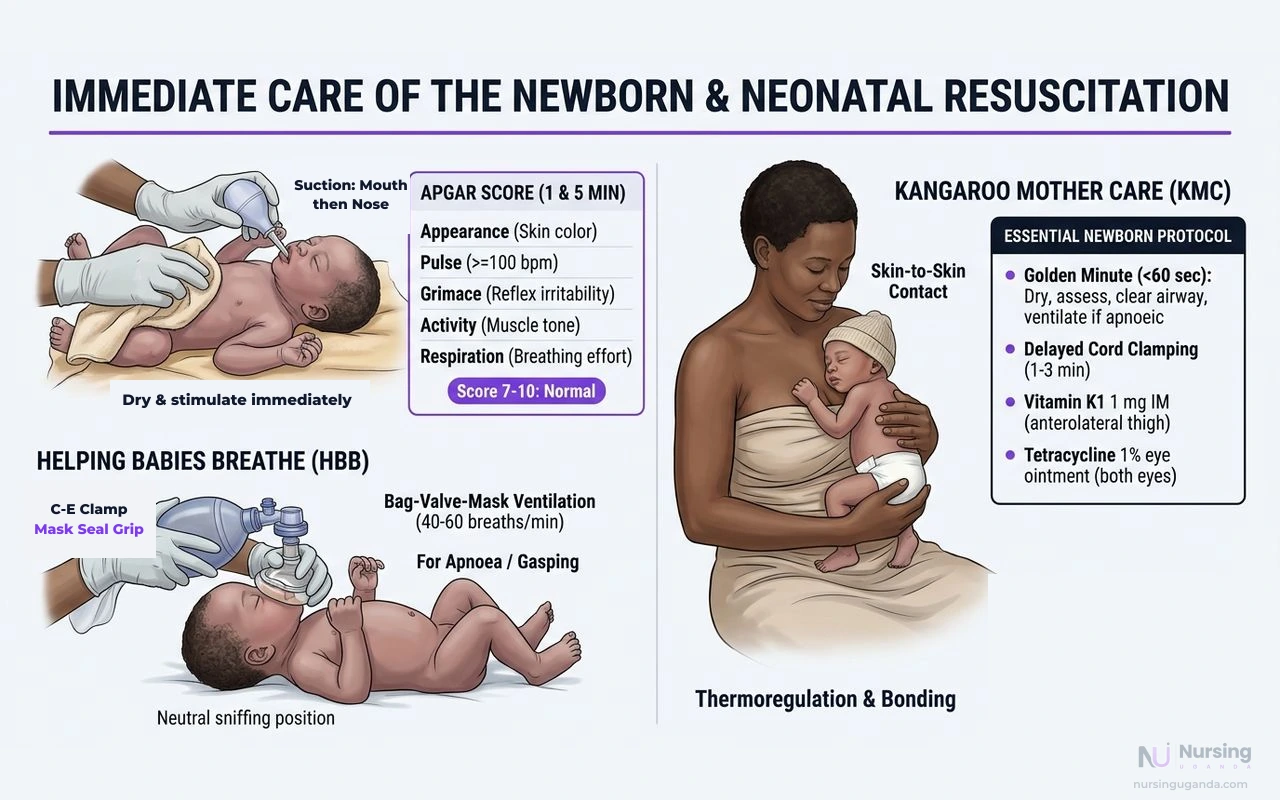 IMMEDIATE CARE OF THE NEWBORN & NEONATAL RESUSCITATION
Suction: Mouth
then Nose
Dry & stimulate immediately
APGAR SCORE (1 & 5 MIN)
Appearance (Skin color)
Pulse (>=100 bpm)
Grimace (Reflex irritability)
Activity (Muscle tone)
Respiration (Breathing effort)
Score 7-10: Normal
HELPING BABIES BREATHE (HBB)
C-E Clamp
Mask Seal Grip
Bag-Valve-Mask Ventilation
(40-60 breaths/min)
For Apnoea / Gasping
Neutral sniffing position
KANGAROO MOTHER CARE (KMC)
Skin-to-Skin
Contact
ESSENTIAL NEWBORN PROTOCOL
Golden Minute (<60 sec):
Dry, assess, clear airway,
ventilate if apnoeic
Delayed Cord Clamping
(1-3 min)
Vitamin K1 1 mg IM
(anterolateral thigh)
Tetracycline 1% eye
ointment (both eyes)
Thermoregulation & Bonding
NU Nursing
UGANDA
nursinguganda.com